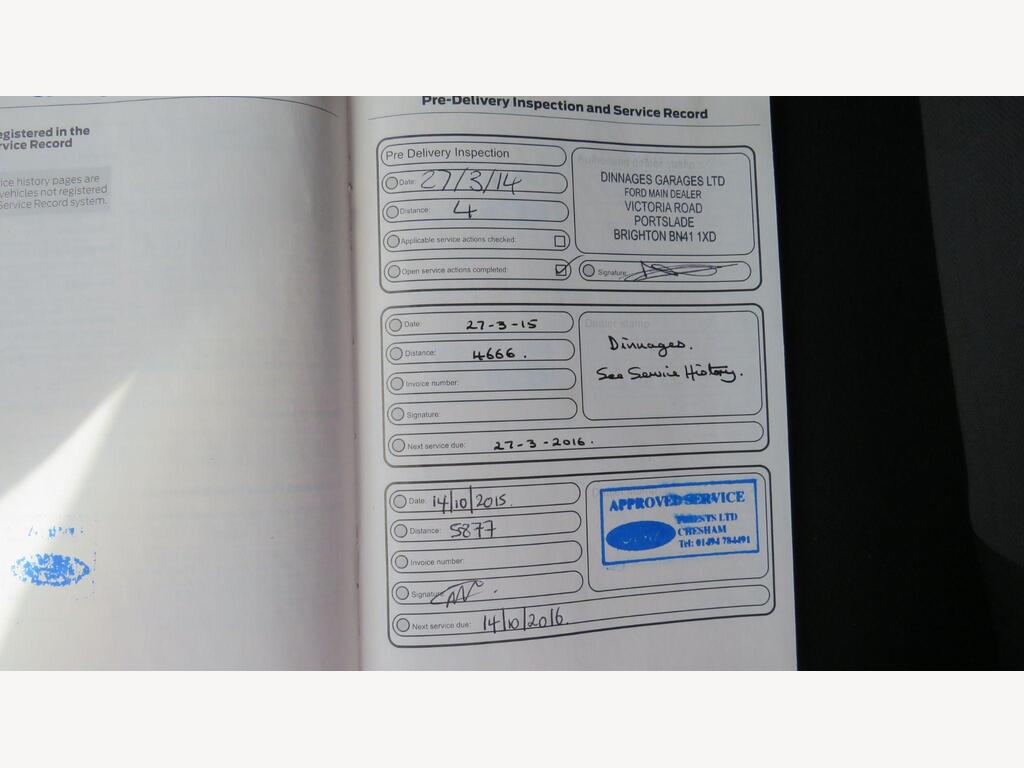 egistered in the
rvice Record
ice history pages are
vehicles not registered
Service Record system.
Pre-Delivery Inspection and Service Record
Pre Delivery Inspection
Date: 27/3/14
Distance: 4
Applicable service actions checked:
Open service actions completed:
DINNAGES GARAGES LTD
FORD MAIN DEALER
VICTORIA ROAD
PORTSLADE
BRIGHTON BN41 1XD
Signature:
Date: 27-3-15
Distance: 4666.
Invoice number:
Signature:
Next service due: 27-3-2016.
Dealer stamp
Dinnages.
See Service History.
Date: 14/10/2015.
Distance: 5877
Invoice number:
Signature:
Next service due: 14/10/2016.
APPROVED SERVICE
LTD
CHESHAM
Tel: 01494 784491